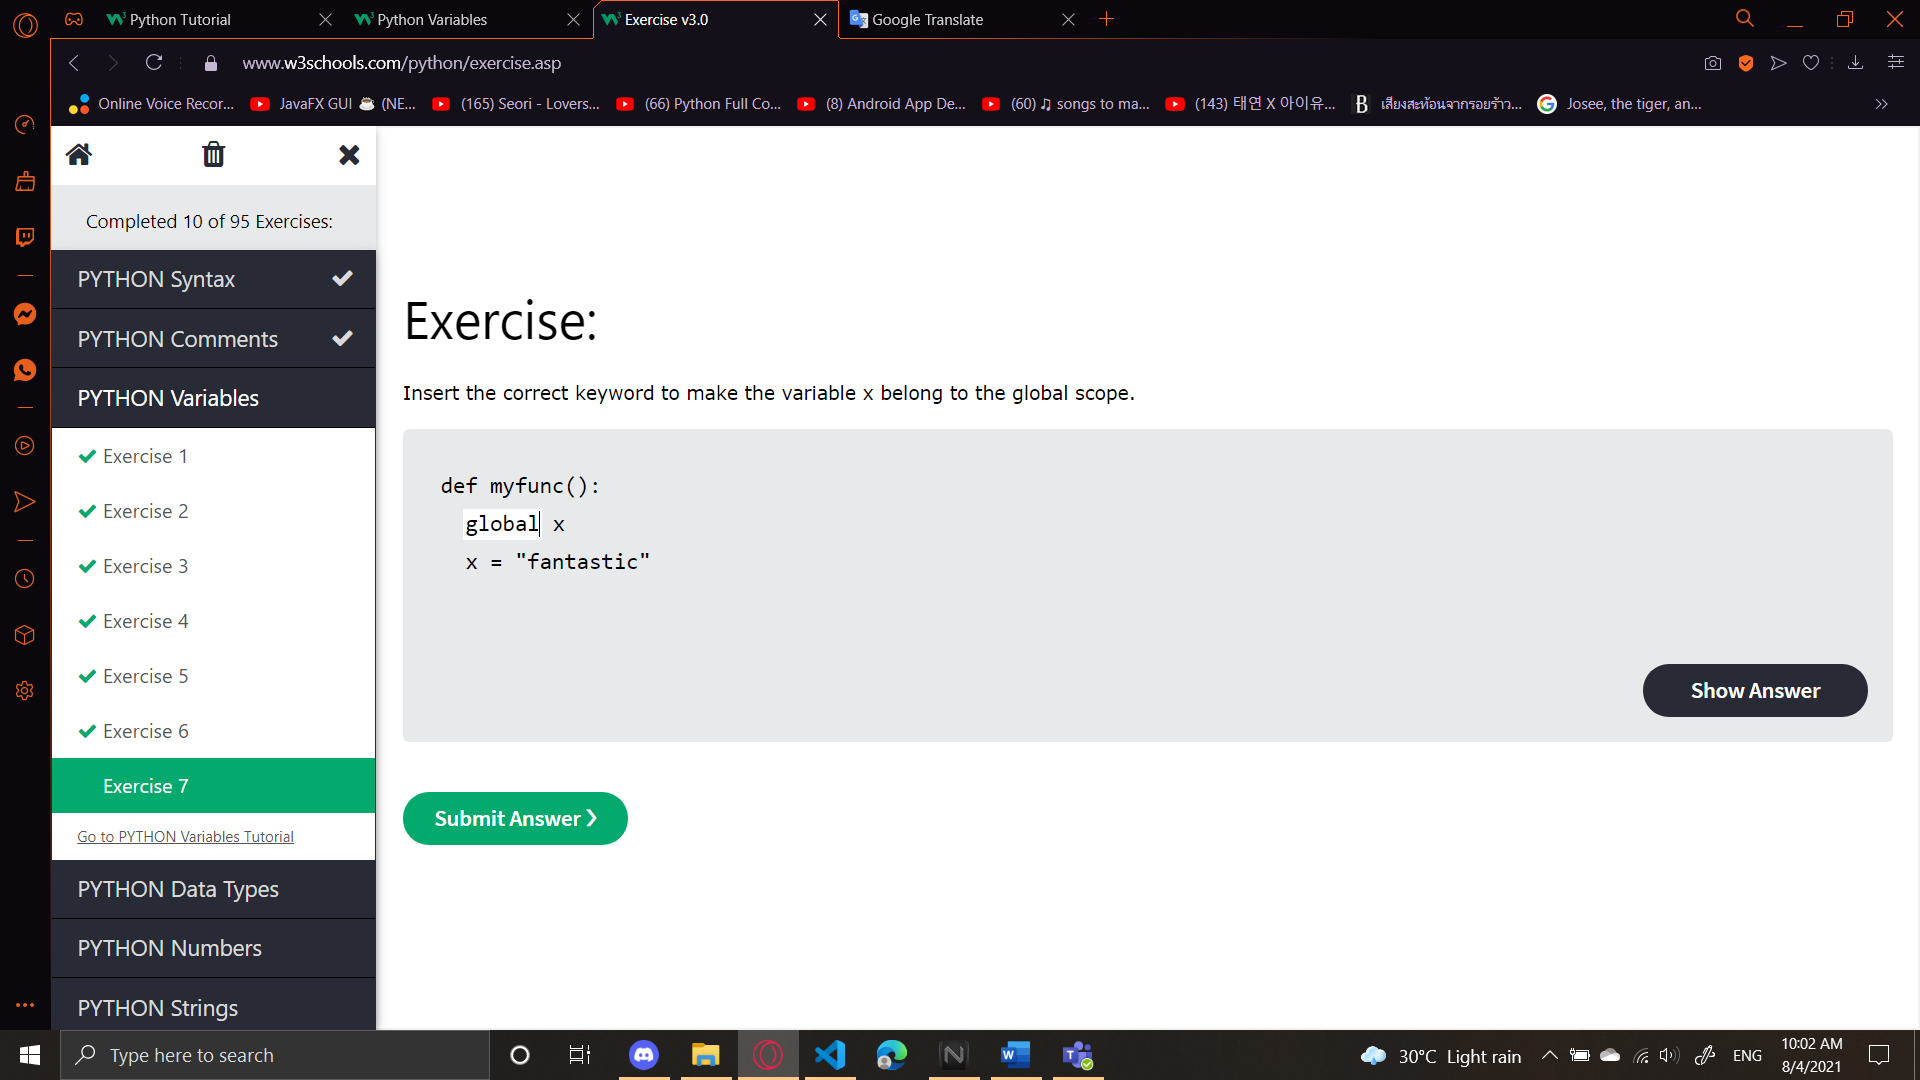 Python Tutorial
Python Variables
Exercise v3.0
Google Translate
www.w3schools.com/python/exercise.asp
Online Voice Recor...
JavaFX GUI ☕ (NE...
(165) Seori - Lovers...
(66) Python Full Co...
(8) Android App De...
(60) ♫ songs to ma...
(143) 태연 X 아이유...
เสียงสะท้อนจากรอยร้าว...
Josee, the tiger, an...
Completed 10 of 95 Exercises:
PYTHON Syntax
PYTHON Comments
PYTHON Variables
Exercise 1
Exercise 2
Exercise 3
Exercise 4
Exercise 5
Exercise 6
Exercise 7
Go to PYTHON Variables Tutorial
PYTHON Data Types
PYTHON Numbers
PYTHON Strings
Exercise:
Insert the correct keyword to make the variable x belong to the global scope.
def myfunc():
global x
x = "fantastic"
Show Answer
Submit Answer ❯
Type here to search
30°C Light rain
ENG
10:02 AM
8/4/2021